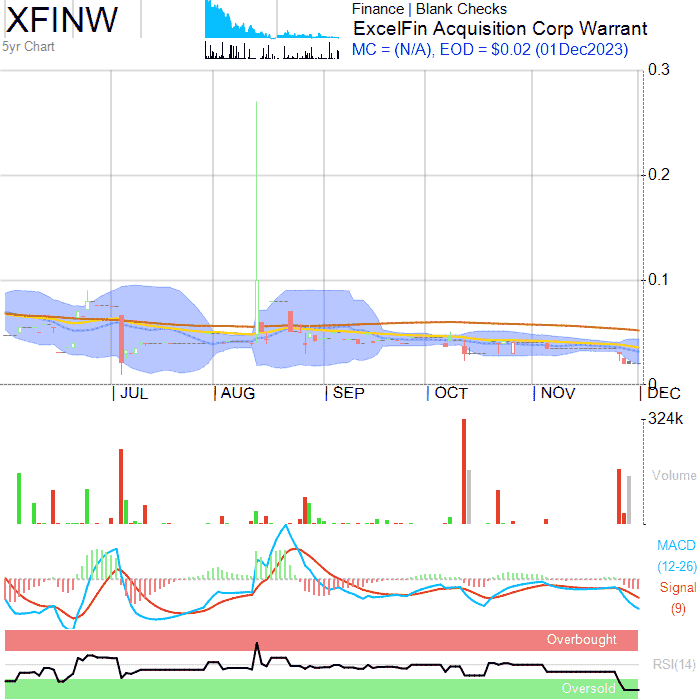 XFINW
5yr Chart
Finance | Blank Checks
ExcelFin Acquisition Corp Warrant
MC = (N/A), EOD = $0.02 (01Dec2023)
0.3
0.2
0.1
0
JUL
AUG
SEP
OCT
NOV
DEC
324k
Volume
MACD
(12-26)
Signal
(9)
Overbought
RSI(14)
Oversold